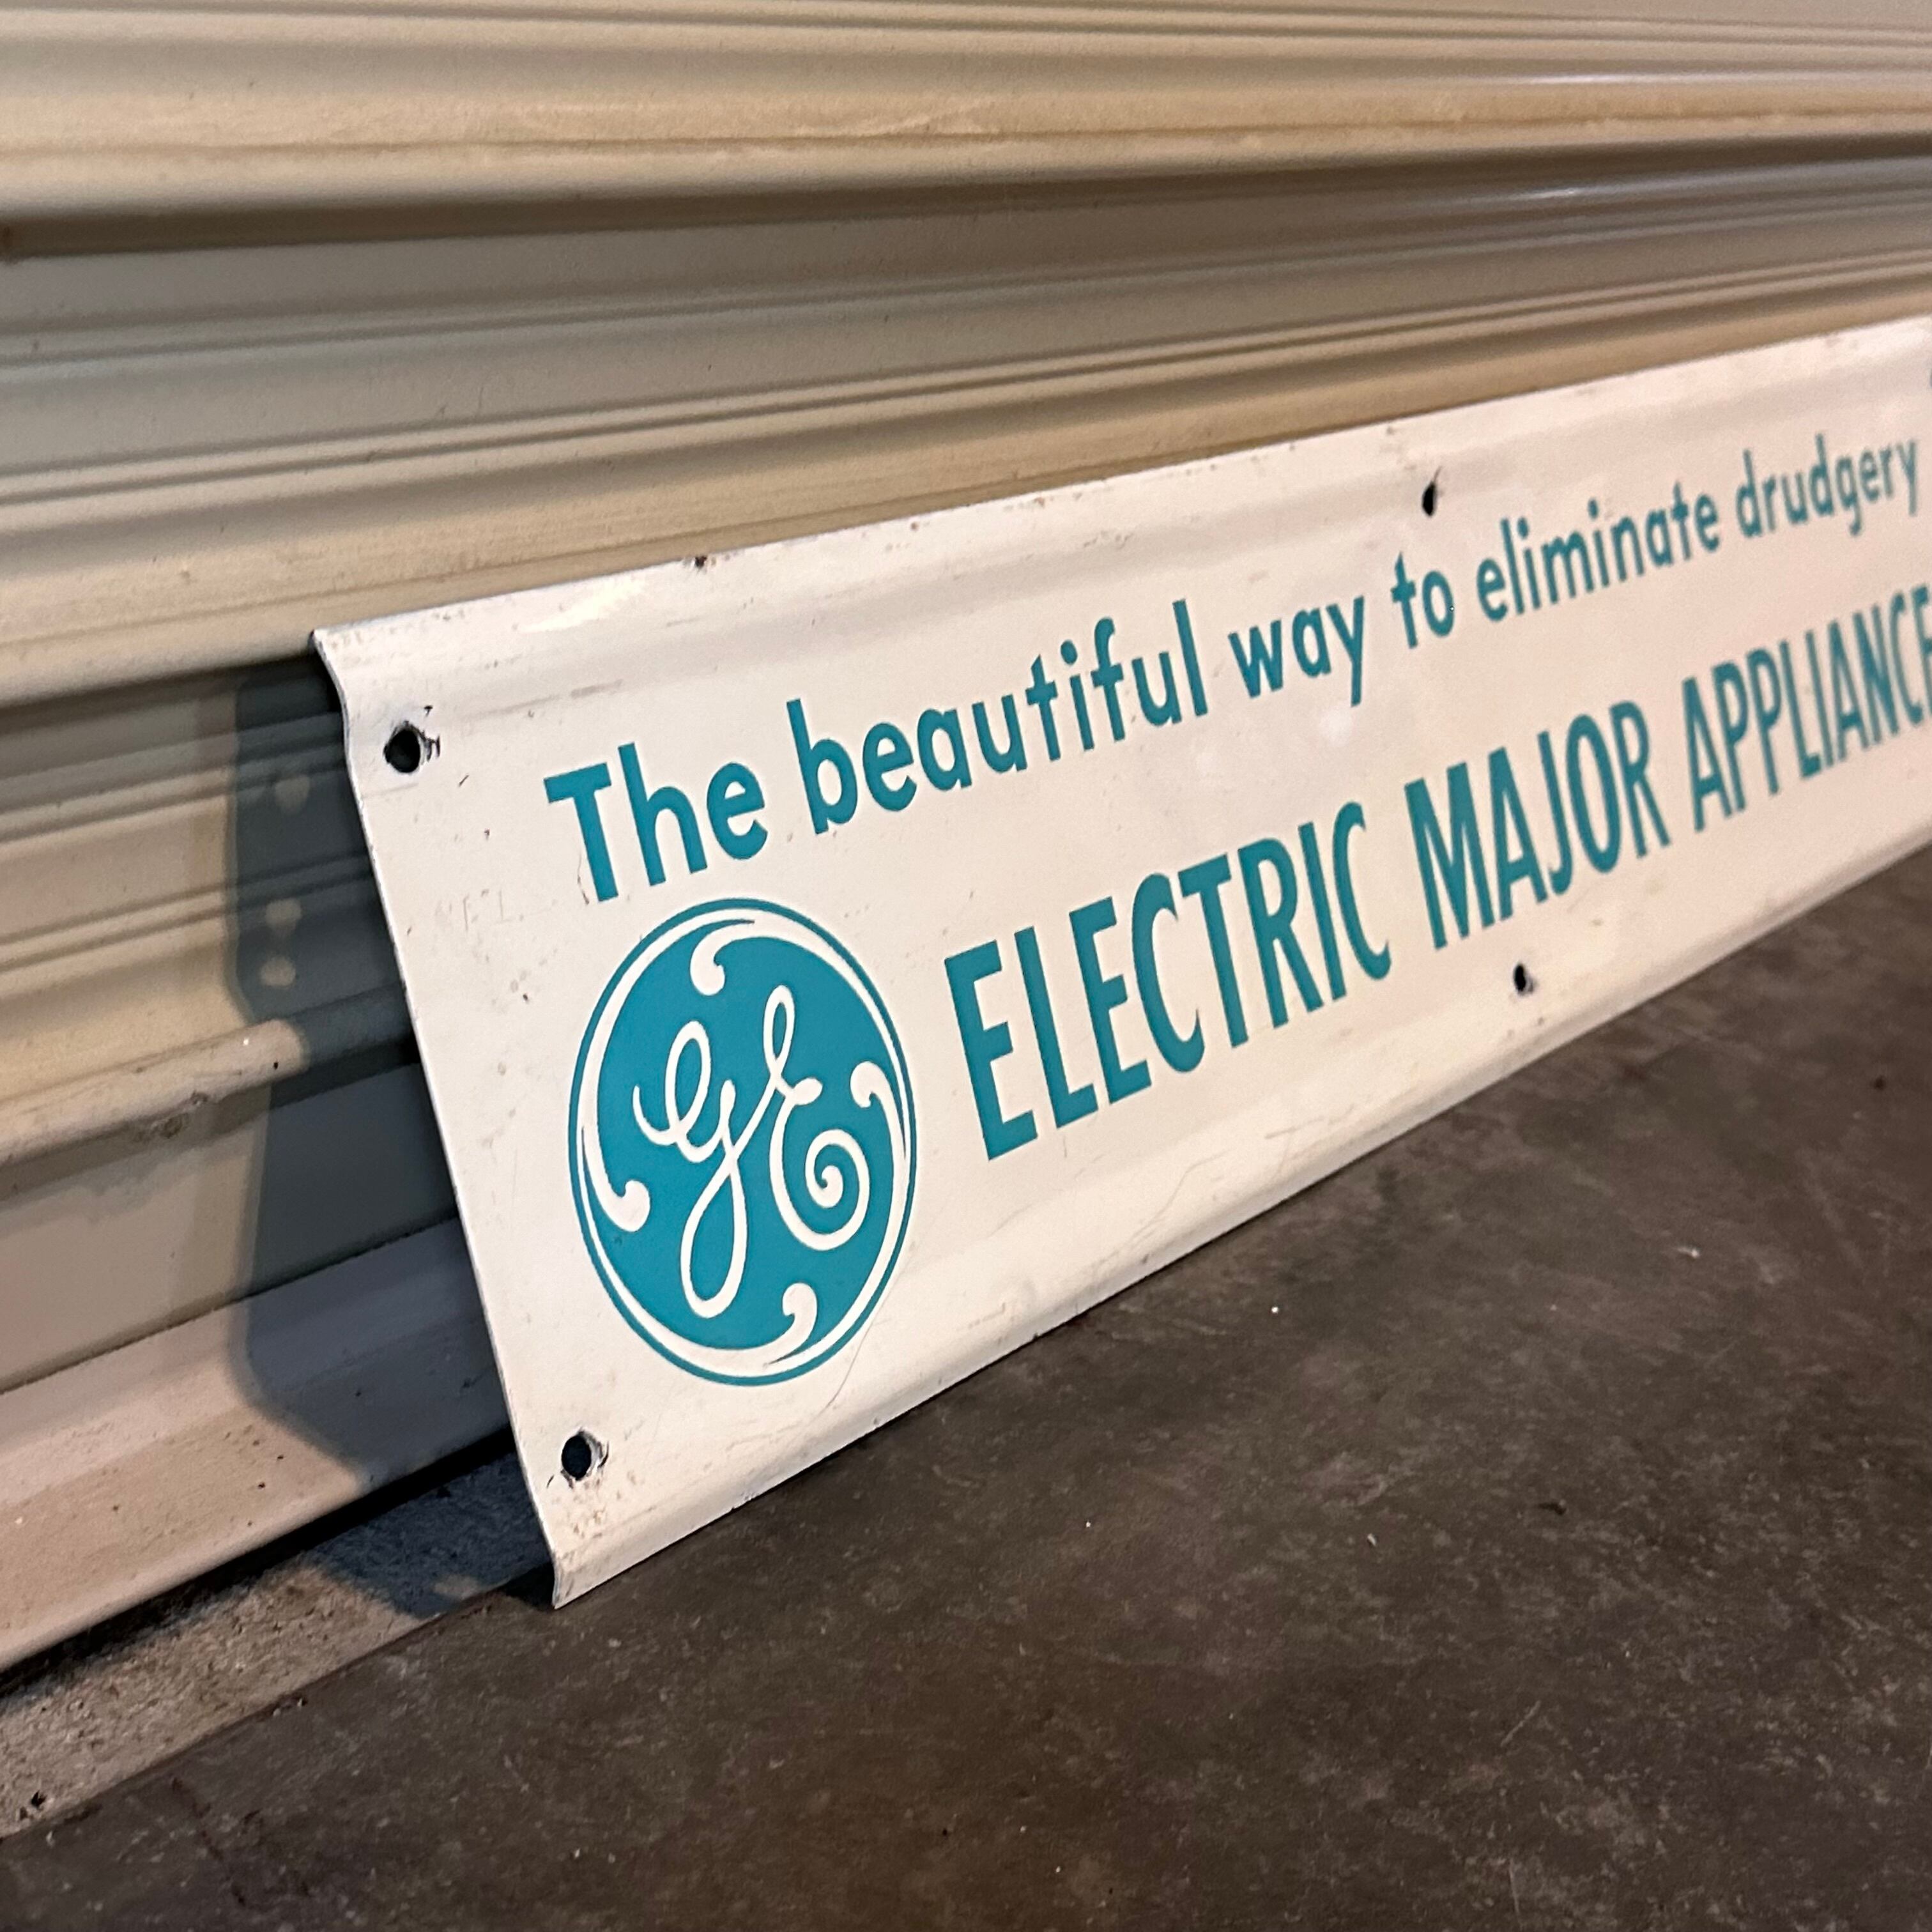 The beautiful way to eliminate drudgery
GE ELECTRIC MAJOR APPLIANCE